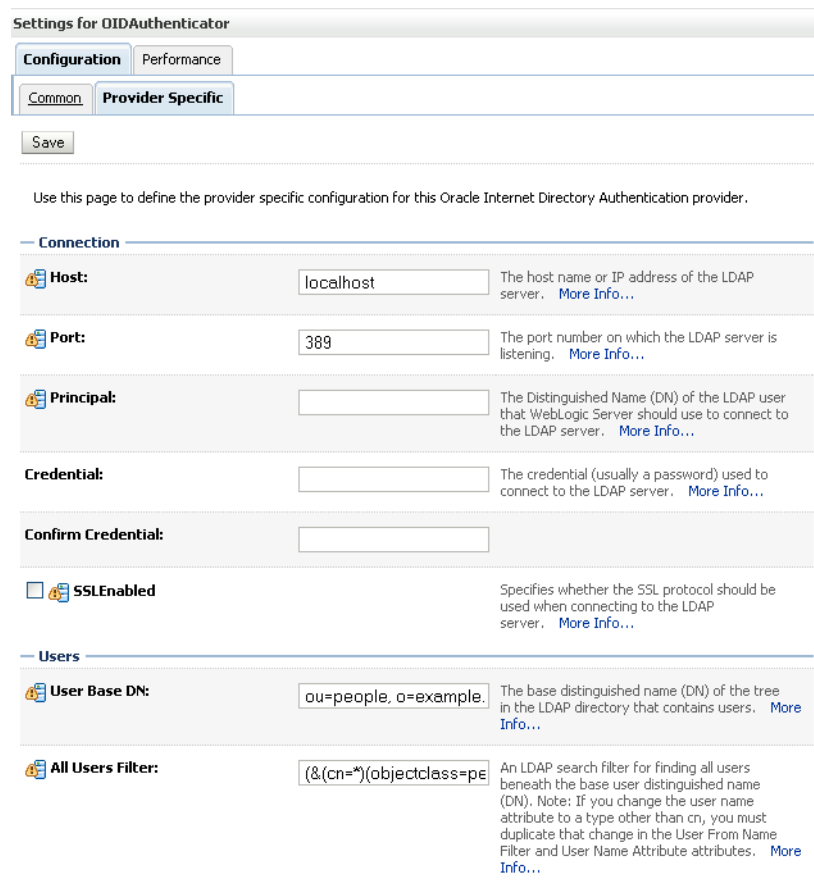 Settings for OIDAuthenticator
Configuration Performance
Common Provider Specific
Save
Use this page to define the provider specific configuration for this Oracle Internet Directory Authentication provider.
Connection
Host:
localhost
The host name or IP address of the LDAP
server. More Info...
Port:
389
The port number on which the LDAP server is
listening. More Info...
Principal:
The Distinguished Name (DN) of the LDAP user
that WebLogic Server should use to connect to
the LDAP server. More Info...
Credential:
The credential (usually a password) used to
connect to the LDAP server. More Info...
Confirm Credential:
SSLEnabled
Specifies whether the SSL protocol should be
used when connecting to the LDAP
server. More Info...
Users
User Base DN:
ou=people, o=example.
The base distinguished name (DN) of the tree
in the LDAP directory that contains users. More
Info...
All Users Filter:
(&(cn=*)(objectclass=pe
An LDAP search filter for finding all users
beneath the base user distinguished name
(DN). Note: If you change the user name
attribute to a type other than cn, you must
duplicate that change in the User From Name
Filter and User Name Attribute attributes. More
Info...